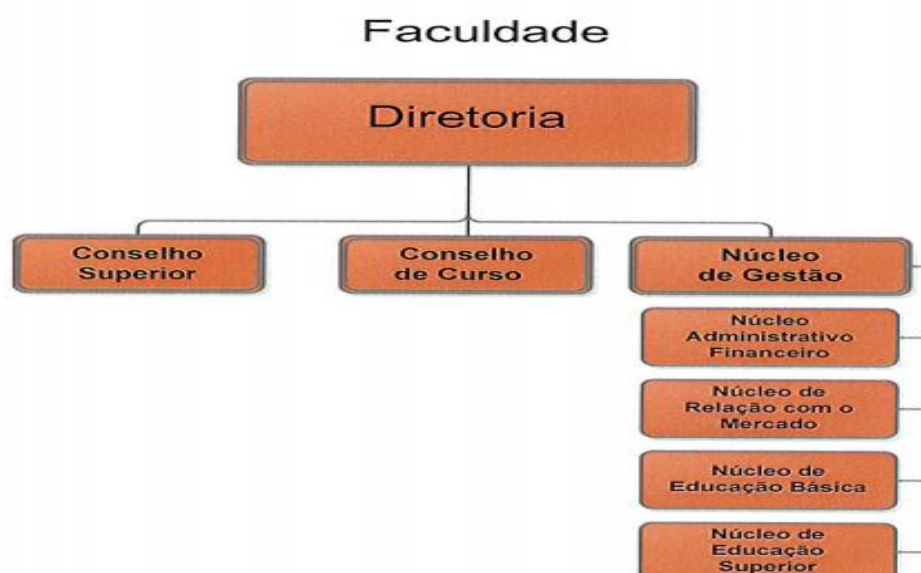 Faculdade
Diretoria
Conselho
Superior
Conselho
de Curso
Núcleo
de Gestão
Núcleo
Administrativo
Financeiro
Núcleo de
Relação com o
Mercado
Núcleo de
Educação Básica
Núcleo de
Educação
Superior